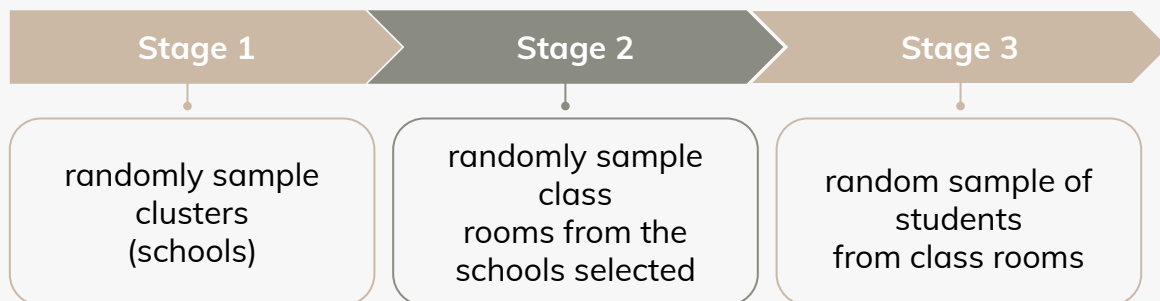 Stage 1
Stage 2
Stage 3
randomly sample
clusters
(schools)
randomly sample
class
rooms from the
schools selected
random sample of
students
from class rooms